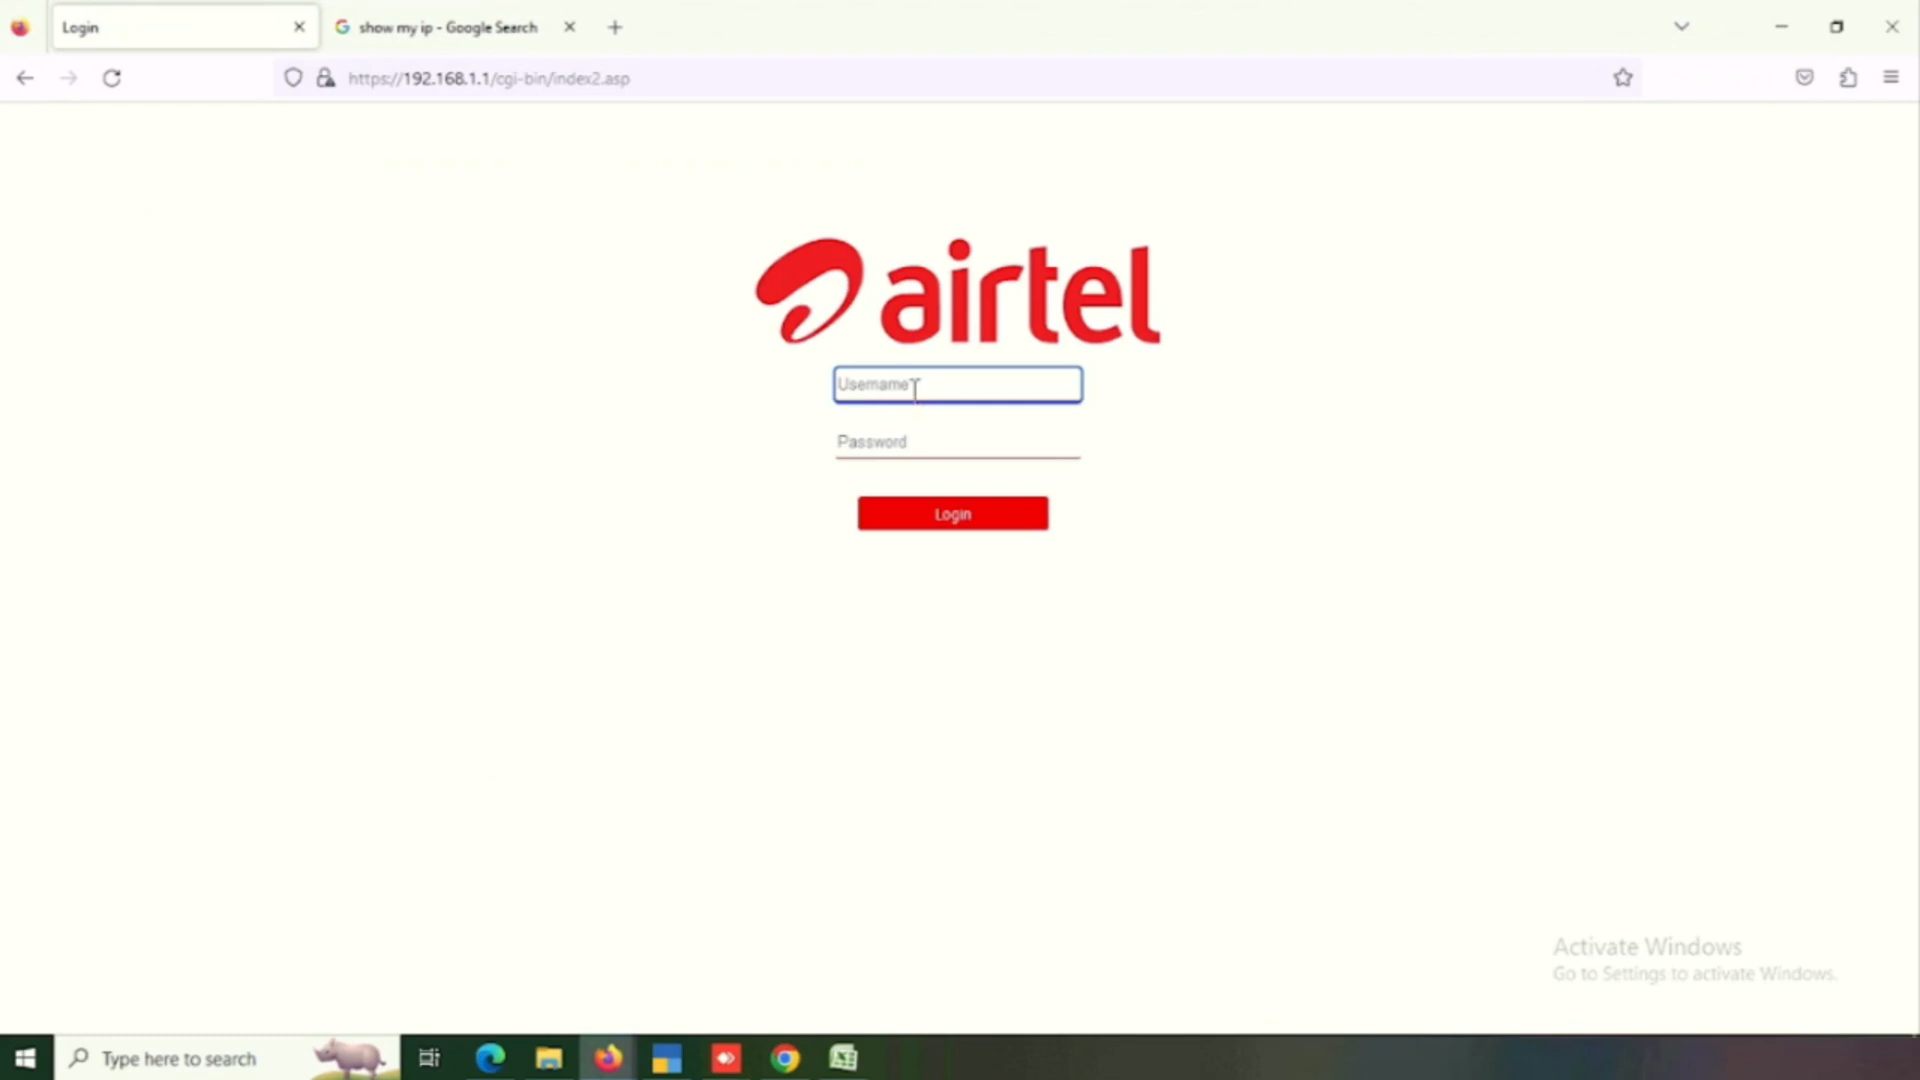 Login
show my ip - Google Search
https://192.168.1.1/cgi-bin/index2.asp
airtel
Username
Password
Login
Activate Windows
Go to Settings to activate Windows.
Type here to search